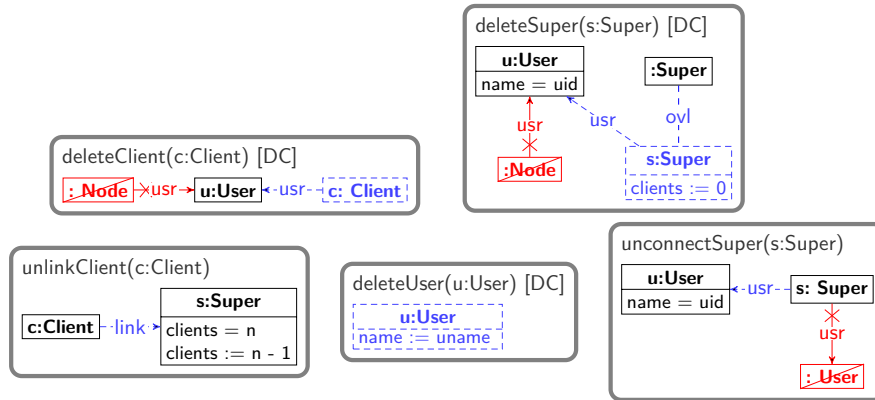 deleteSuper(s:Super) [DC]
u:User
name = uid
:Super
usr
usr
ovl
:Node
s:Super
clients := 0
deleteClient(c:Client) [DC]
: Node
usr
u:User
usr
c: Client
unlinkClient(c:Client)
s:Super
c:Client
link
clients = n
clients := n - 1
deleteUser(u:User) [DC]
u:User
name := uname
unconnectSuper(s:Super)
u:User
name = uid
usr
s: Super
usr
: User